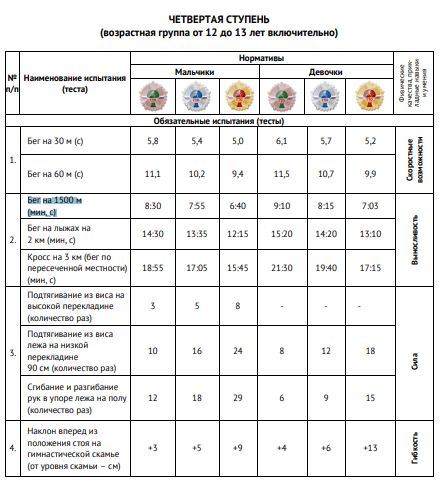 ЧЕТВЕРТАЯ СТУПЕНЬ
(возрастная группа от 12 до 13 лет включительно)
№ п/п
Наименование испытания (теста)
Нормативы
Мальчики Девочки
Физические качества, прикладные навыки и умения
Обязательные испытания (тесты)
1.
Бег на 30 м (с) 5,8 5,4 5,0 6,1 5,7 5,2
Бег на 60 м (с) 11,1 10,2 9,4 11,5 10,7 9,9
Скоростные возможности
2.
Бег на 1500 м
(мин, с) 8:30 7:55 6:40 9:10 8:15 7:03
Бег на лыжах на
2 км (мин, с) 14:30 13:35 12:15 15:20 14:20 13:10
Кросс на 3 км (бег по
пересеченной местности)
(мин, с) 18:55 17:05 15:45 21:30 19:40 17:15
Выносливость
3.
Подтягивание из виса на
высокой перекладине
(количество раз) 3 5 8 - - -
Подтягивание из виса
лежа на низкой
перекладине
90 см (количество раз) 10 16 24 8 12 18
Сгибание и разгибание
рук в упоре лежа на полу
(количество раз) 12 18 29 6 9 15
Сила
4.
Наклон вперед из
положения стоя на
гимнастической скамье
(от уровня скамьи – см) +3 +5 +9 +4 +6 +13
Гибкость